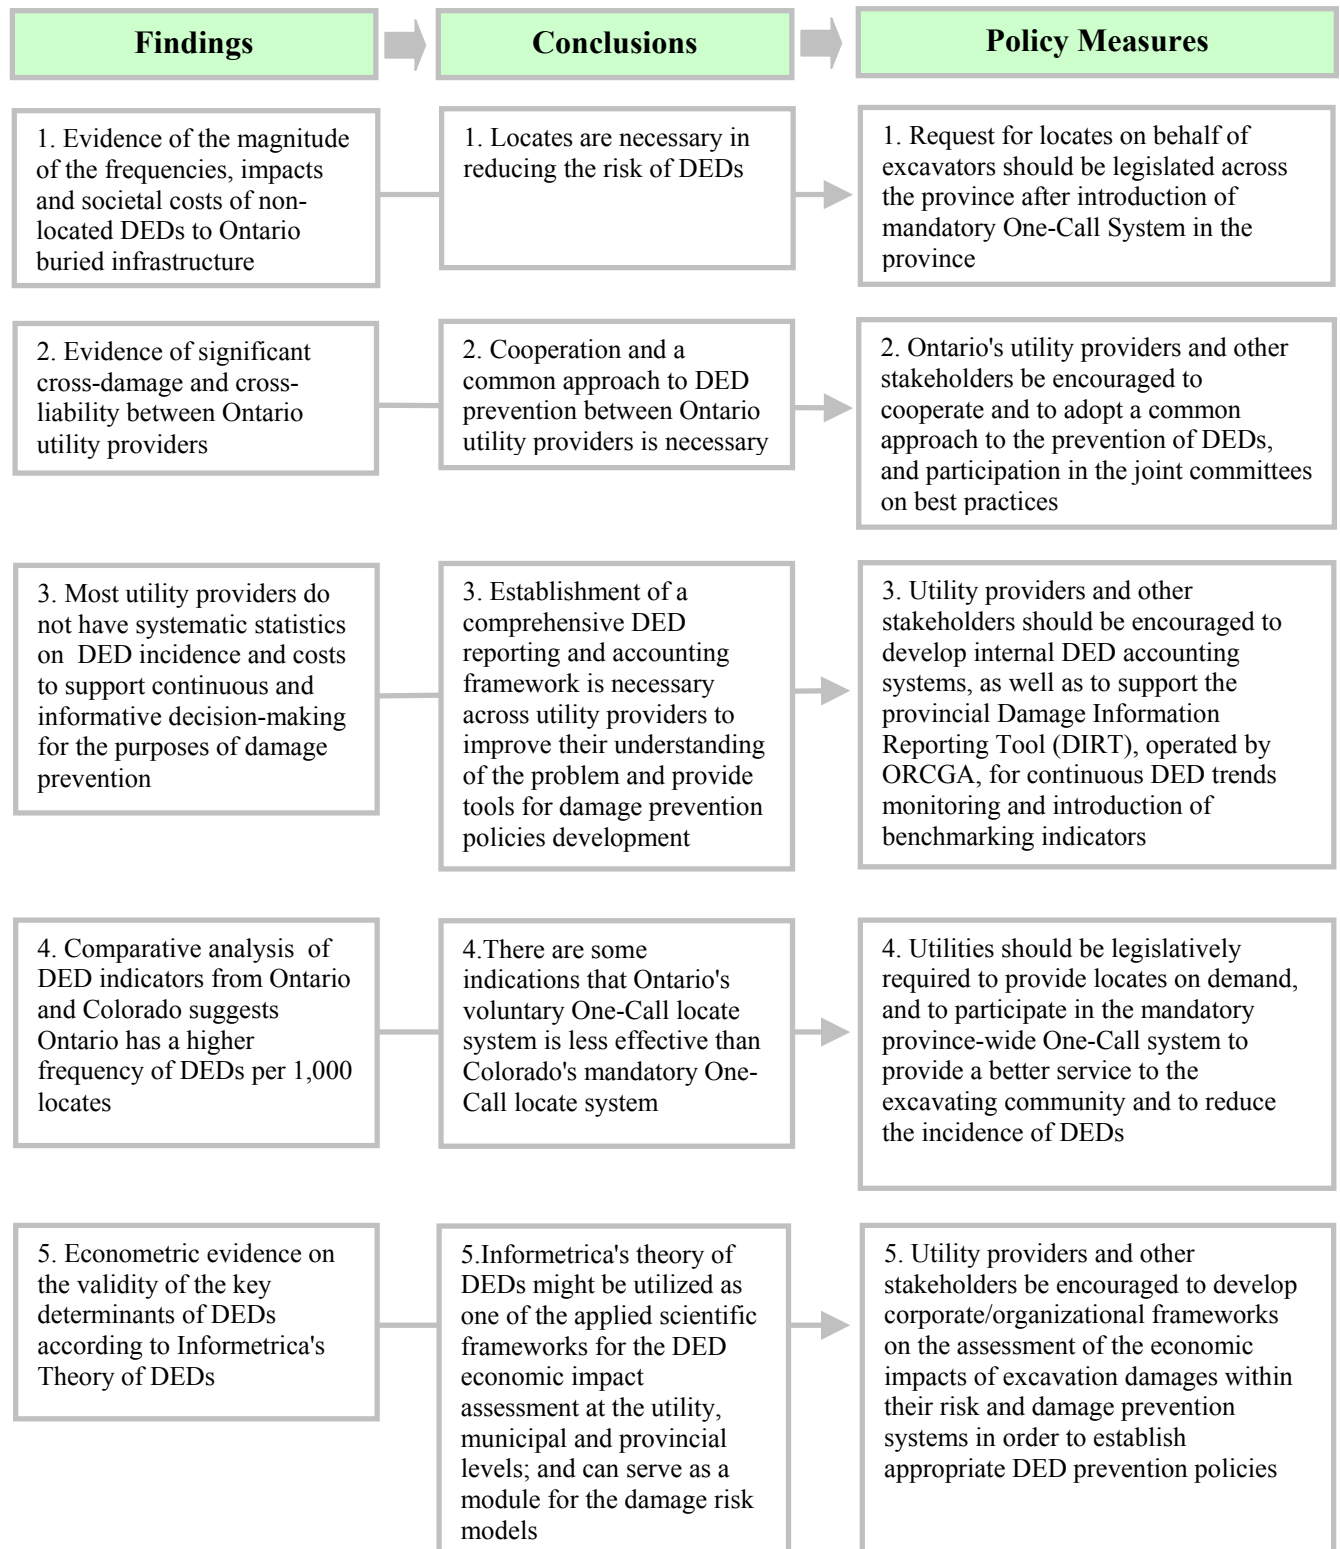 Findings
Conclusions
Policy Measures
1. Evidence of the magnitude
of the frequencies, impacts
and societal costs of non-
located DEDs to Ontario
buried infrastructure
1. Locates are necessary in
reducing the risk of DEDs
1. Request for locates on behalf of
excavators should be legislated across
the province after introduction of
mandatory One-Call System in the
province
2. Evidence of significant
cross-damage and cross-
liability between Ontario
utility providers
2. Cooperation and a
common approach to DED
prevention between Ontario
utility providers is necessary
2. Ontario's utility providers and other
stakeholders be encouraged to
cooperate and to adopt a common
approach to the prevention of DEDs,
and participation in the joint committees
on best practices
3. Most utility providers do
not have systematic statistics
on  DED incidence and costs
to support continuous and
informative decision-making
for the purposes of damage
prevention
3. Establishment of a
comprehensive DED
reporting and accounting
framework is necessary
across utility providers to
improve their understanding
of the problem and provide
tools for damage prevention
policies development
3. Utility providers and other
stakeholders should be encouraged to
develop internal DED accounting
systems, as well as to support the
provincial Damage Information
Reporting Tool (DIRT), operated by
ORCGA, for continuous DED trends
monitoring and introduction of
benchmarking indicators
4. Comparative analysis  of
DED indicators from Ontario
and Colorado suggests
Ontario has a higher
frequency of DEDs per 1,000
locates
4.There are some
indications that Ontario's
voluntary One-Call locate
system is less effective than
Colorado's mandatory One-
Call locate system
4. Utilities should be legislatively
required to provide locates on demand,
and to participate in the mandatory
province-wide One-Call system to
provide a better service to the
excavating community and to reduce
the incidence of DEDs
5. Econometric evidence on
the validity of the key
determinants of DEDs
according to Informetrica's
Theory of DEDs
5.Informetrica's theory of
DEDs might be utilized as
one of the applied scientific
frameworks for the DED
economic impact
assessment at the utility,
municipal and provincial
levels; and can serve as a
module for the damage risk
models
5. Utility providers and other
stakeholders be encouraged to develop
corporate/organizational frameworks
on the assessment of the economic
impacts of excavation damages within
their risk and damage prevention
systems in order to establish
appropriate DED prevention policies